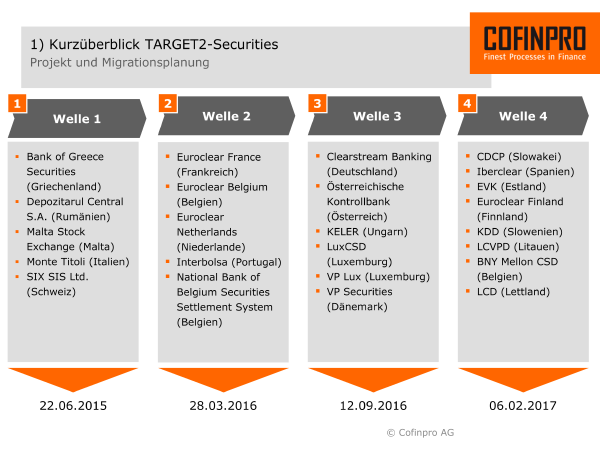 1) Kurzüberblick TARGET2-Securities
Projekt und Migrationsplanung
COFINPRO
Finest Processes in Finance
1
Welle 1
Bank of Greece
Securities
(Griechenland)
Depozitarul Central
S.A. (Rumänien)
Malta Stock
Exchange (Malta)
Monte Titoli (Italien)
SIX SIS Ltd.
(Schweiz)
22.06.2015
2
Welle 2
Euroclear France
(Frankreich)
Euroclear Belgium
(Belgien)
Euroclear
Netherlands
(Niederlande)
Interbolsa (Portugal)
National Bank of
Belgium Securities
Settlement System
(Belgien)
28.03.2016
3
Welle 3
Clearstream Banking
(Deutschland)
Österreichische
Kontrollbank
(Österreich)
KELER (Ungarn)
LuxCSD
(Luxemburg)
VP Lux (Luxemburg)
VP Securities
(Dänemark)
12.09.2016
4
Welle 4
CDCP (Slowakei)
Iberclear (Spanien)
EVK (Estland)
Euroclear Finland
(Finnland)
KDD (Slowenien)
LCVPD (Litauen)
BNY Mellon CSD
(Belgien)
LCD (Lettland)
06.02.2017
© Cofinpro AG